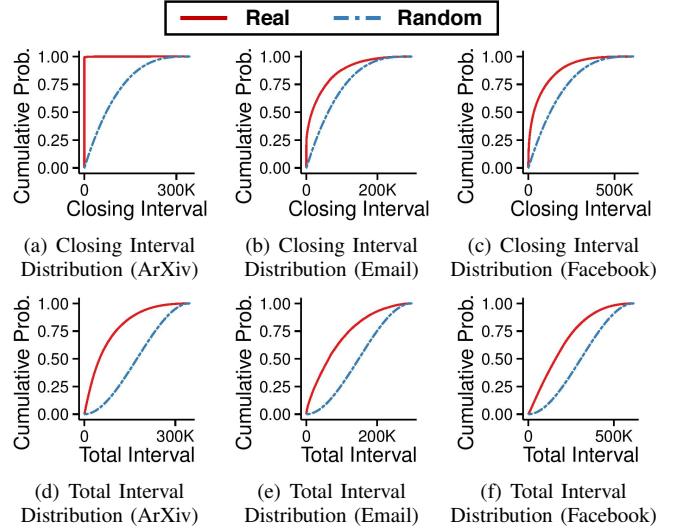 Real Random
1.00 1.00 1.00
0.75 0.75 0.75
0.50 0.50 0.50
0.25 0.25 0.25
0.00 0.00 0.00
Cumulative Prob. Cumulative Prob. Cumulative Prob.
0 300K 0 200K 0 500K
Closing Interval Closing Interval Closing Interval
(a) Closing Interval (b) Closing Interval (c) Closing Interval
Distribution (ArXiv) Distribution (Email) Distribution (Facebook)
1.00 1.00 1.00
0.75 0.75 0.75
0.50 0.50 0.50
0.25 0.25 0.25
0.00 0.00 0.00
Cumulative Prob. Cumulative Prob. Cumulative Prob.
0 300K 0 200K 0 500K
Total Interval Total Interval Total Interval
(d) Total Interval (e) Total Interval (f) Total Interval
Distribution (ArXiv) Distribution (Email) Distribution (Facebook)